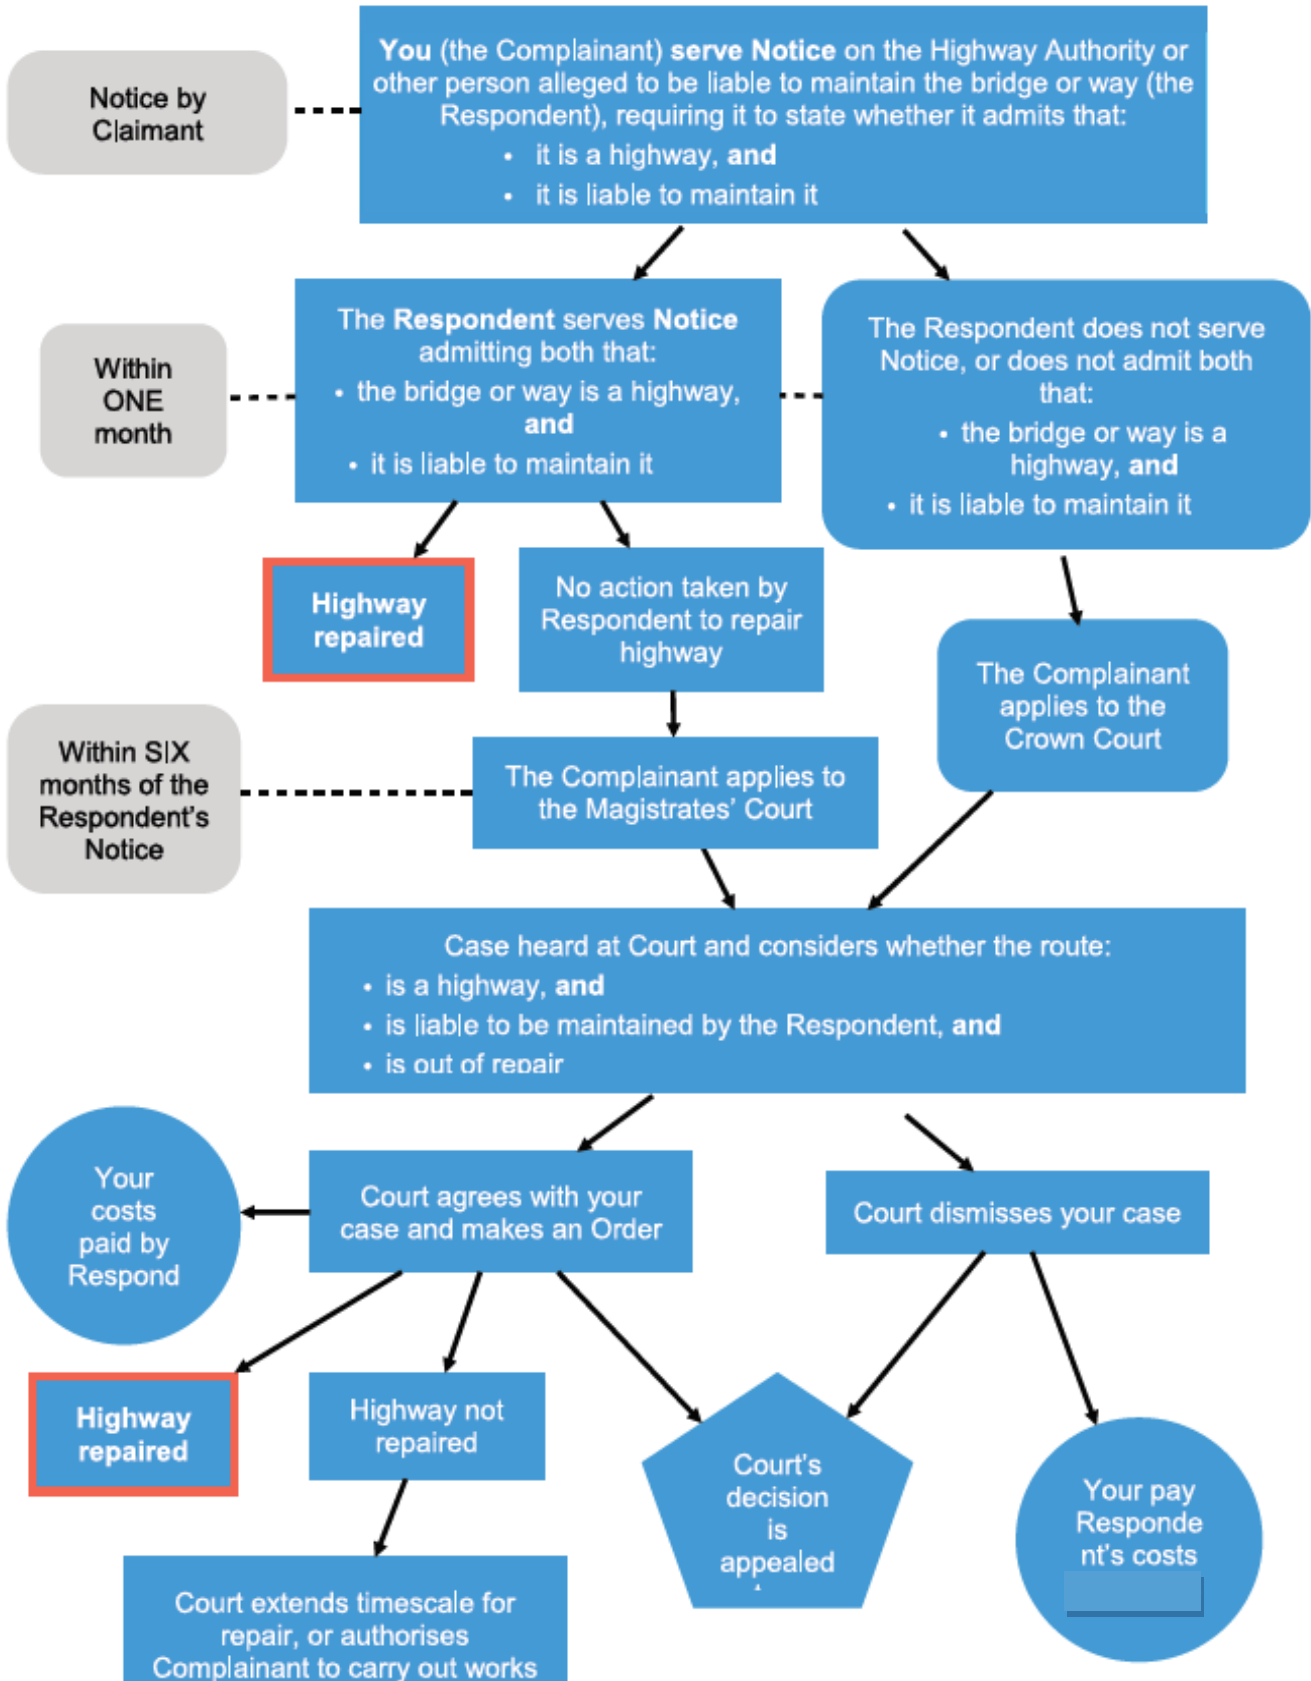 You (the Complainant) serve Notice on the Highway Authority or
other person alleged to be liable to maintain the bridge or way (the
Respondent), requiring it to state whether it admits that:
• it is a highway, and
• it is liable to maintain it
Notice by
Claimant
Within
ONE
month
The Respondent serves Notice
admitting both that:
• the bridge or way is a highway,
and
• it is liable to maintain it
The Respondent does not serve
Notice, or does not admit both
that:
• the bridge or way is a
highway, and
• it is liable to maintain it
Highway
repaired
No action taken by
Respondent to repair
highway
The Complainant
applies to the
Crown Court
Within SIX
months of the
Respondent's
Notice
The Complainant applies to
the Magistrates' Court
Case heard at Court and considers whether the route:
• is a highway, and
• is liable to be maintained by the Respondent, and
• is out of repair
Your
costs
paid by
Respond
Court agrees with your
case and makes an Order
Court dismisses your case
Highway
repaired
Highway not
repaired
Court's
decision
is
appealed
Your pay
Responde
nt's costs
Court extends timescale for
repair, or authorises
Complainant to carry out works